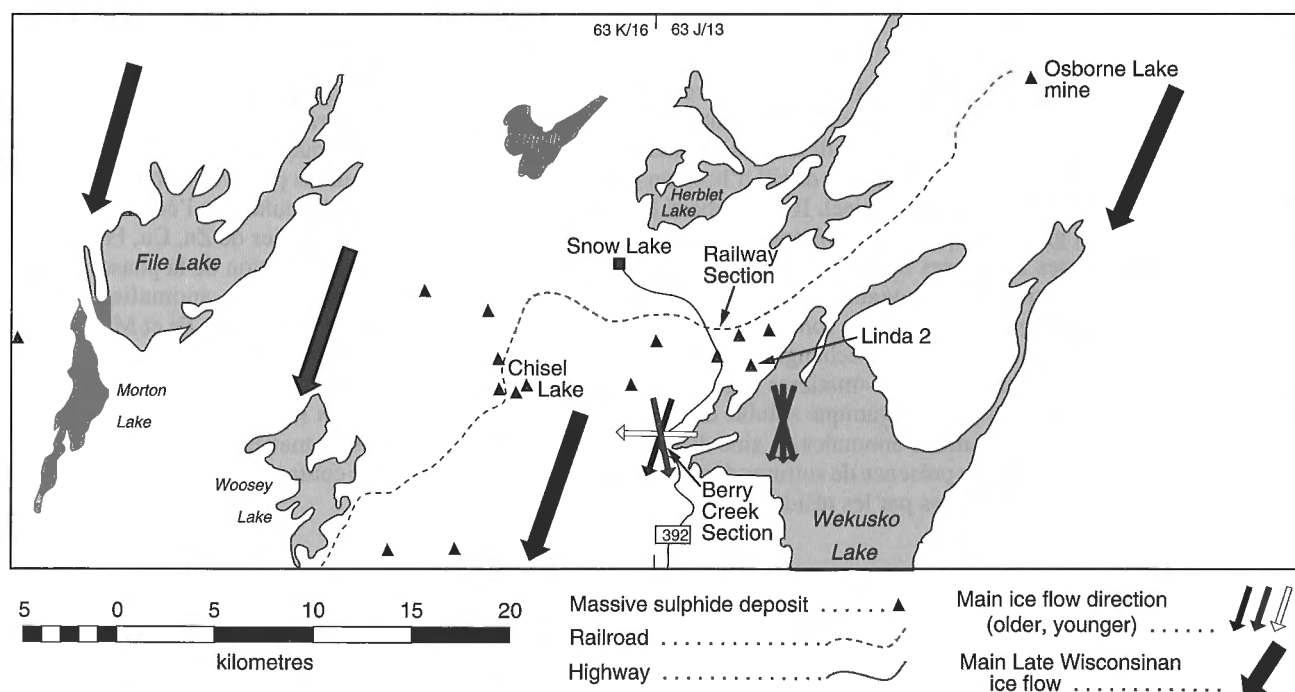 63 K/16 63 J/13
Osborne Lake
mine
Herblet
Lake
File Lake
Snow Lake
Railway
Section
Linda 2
Chisel
Lake
Morton
Lake
Woosey
Lake
Berry
Creek
Section
392
Wekusko
Lake
5 0 5 10 15 20
kilometres
Massive sulphide deposit ......
Railroad ....................
Highway ....................
Main ice flow direction
(older, younger) ......
Main Late Wisconsinan
ice flow ............